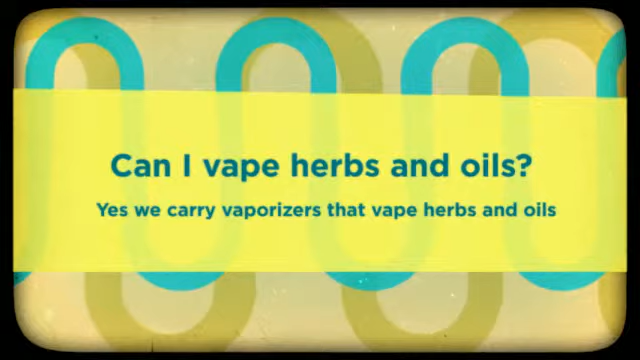 Can I vape herbs and oils?
Yes we carry vaporizers that vape herbs and oils